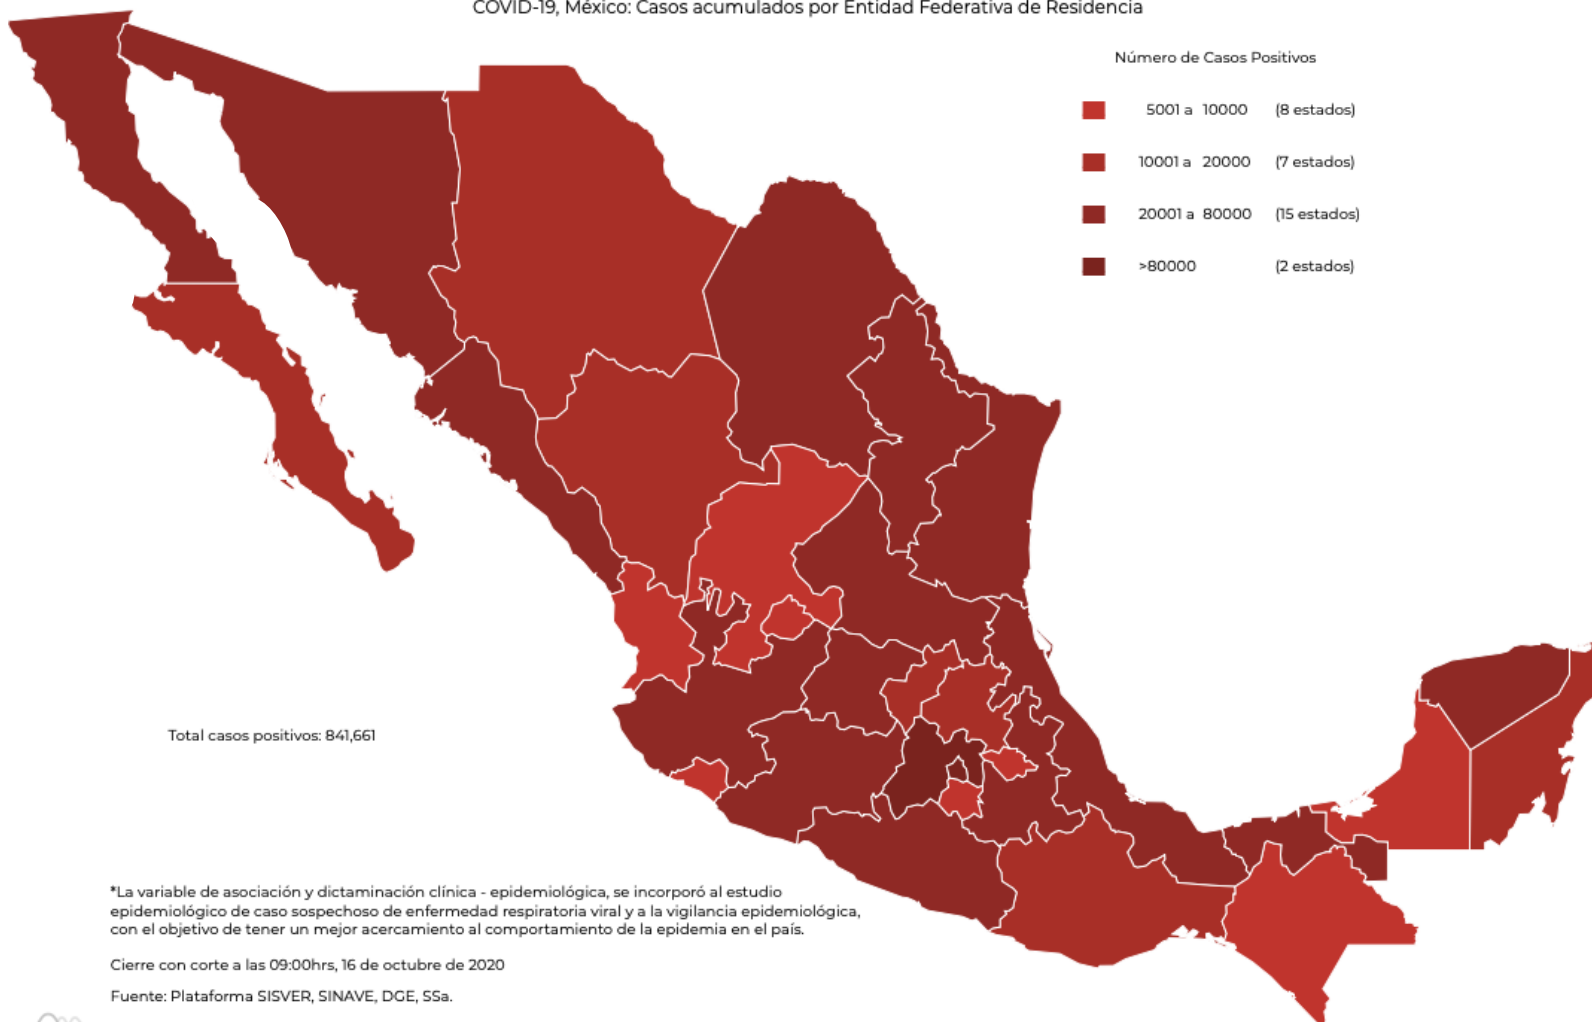 COVID-19, México: Casos acumulados por Entidad Federativa de Residencia
Número de Casos Positivos
5001 a 10000 (8 estados)
10001 a 20000 (7 estados)
20001 a 80000 (15 estados)
>80000 (2 estados)
Total casos positivos: 841,661
*La variable de asociación y dictaminación clínica - epidemiológica, se incorporó al estudio
epidemiológico de caso sospechoso de enfermedad respiratoria viral y a la vigilancia epidemiológica,
con el objetivo de tener un mejor acercamiento al comportamiento de la epidemia en el país.
Cierre con corte a las 09:00hrs, 16 de octubre de 2020
Fuente: Plataforma SISVER, SINAVE, DGE, SSa.